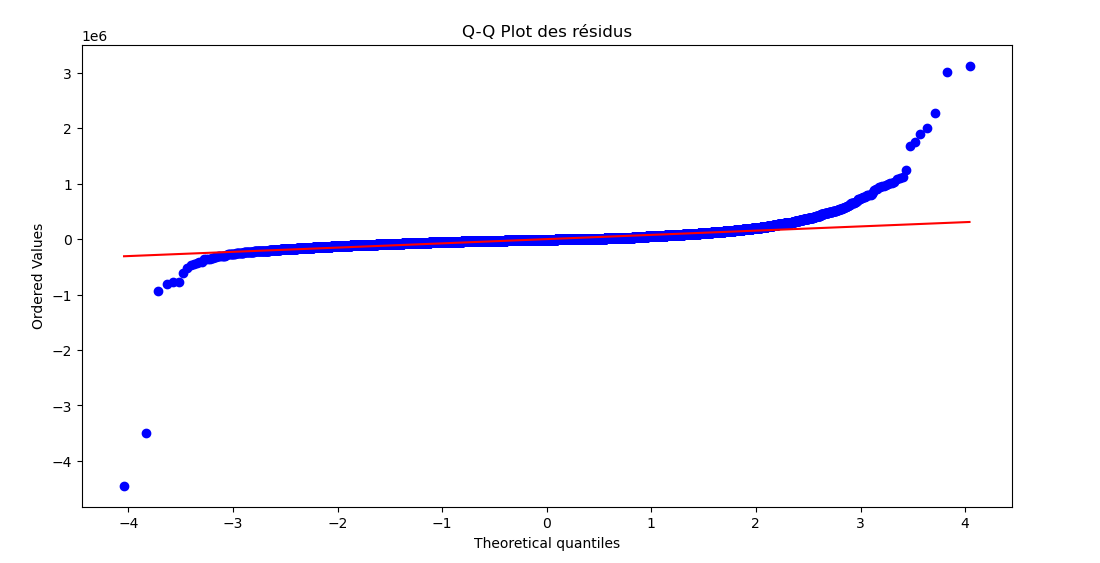 Q-Q Plot des résidus
1e6
3
2
1
0
−1
−2
−3
−4
Ordered Values
−4 −3 −2 −1 0 1 2 3 4
Theoretical quantiles